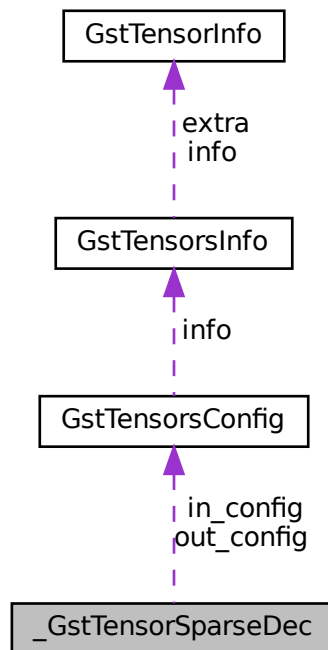 GstTensorInfo
extra
info
GstTensorsInfo
info
GstTensorsConfig
in_config
out_config
_GstTensorSparseDec